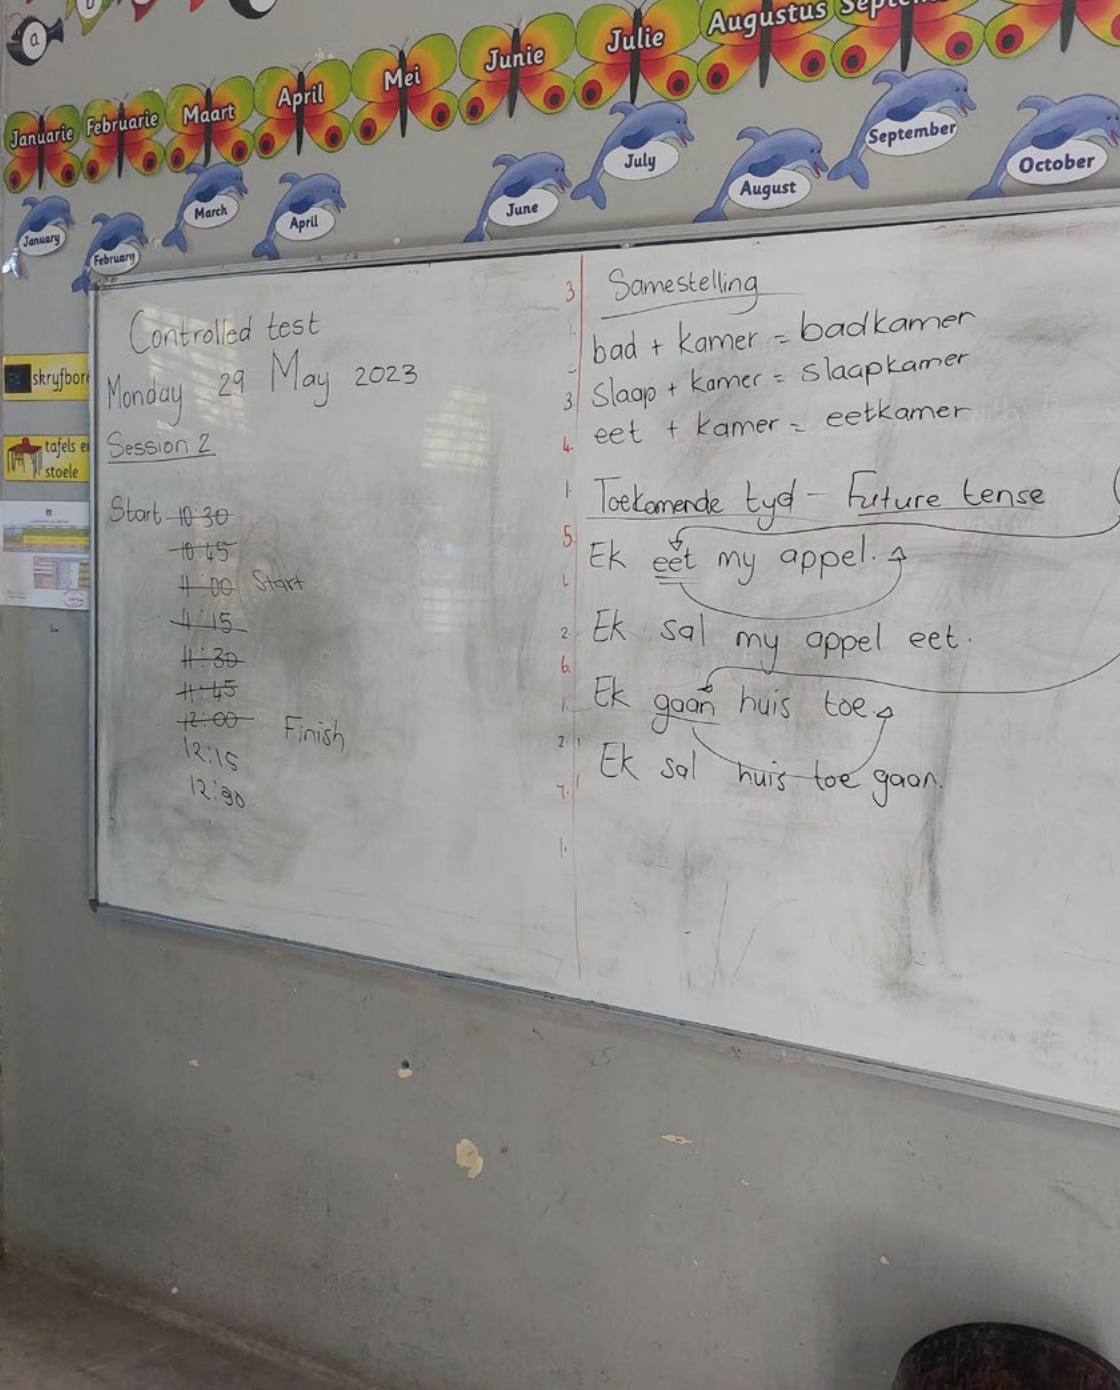 a
Januarie
Februarie
Maart
April
Mei
Junie
Julie
Augustus
January
February
March
April
June
July
August
September
October
skryfbor
tafels e
stoele
Controlled test
Monday 29 May 2023
Session 2
Start 10:30
10:45
11:00 Start
11:15
11:30
11:45
12:00
Finish
12:15
12:30
3
Samestelling
1. bad + kamer = badkamer
3 slaap + kamer = slaapkamer
4. eet + kamer = eetkamer
1. Toekomende tyd - Future tense
5. Ek eet my appel.
2. Ek sal my appel eet.
6.
1. Ek gaan huis toe.
2. Ek sal huis toe gaan.
7.
1.